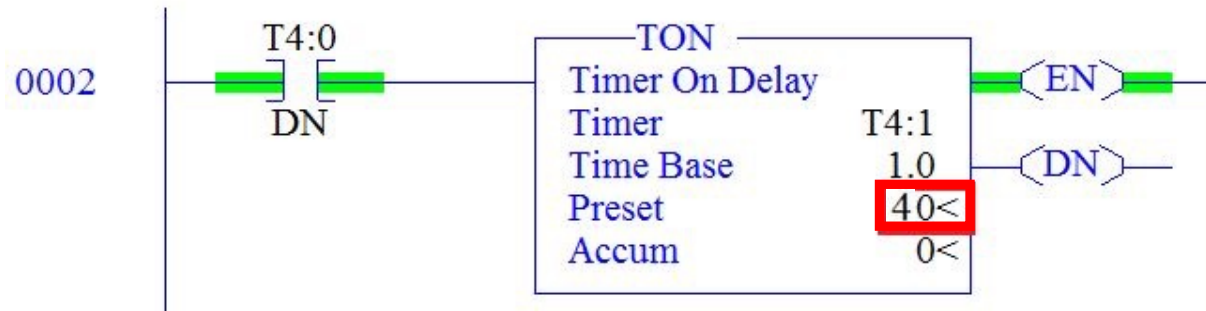 T4:0
TON
0002
Timer On Delay
EN
DN
Timer T4:1
Time Base 1.0
DN
Preset 40<
Accum 0<